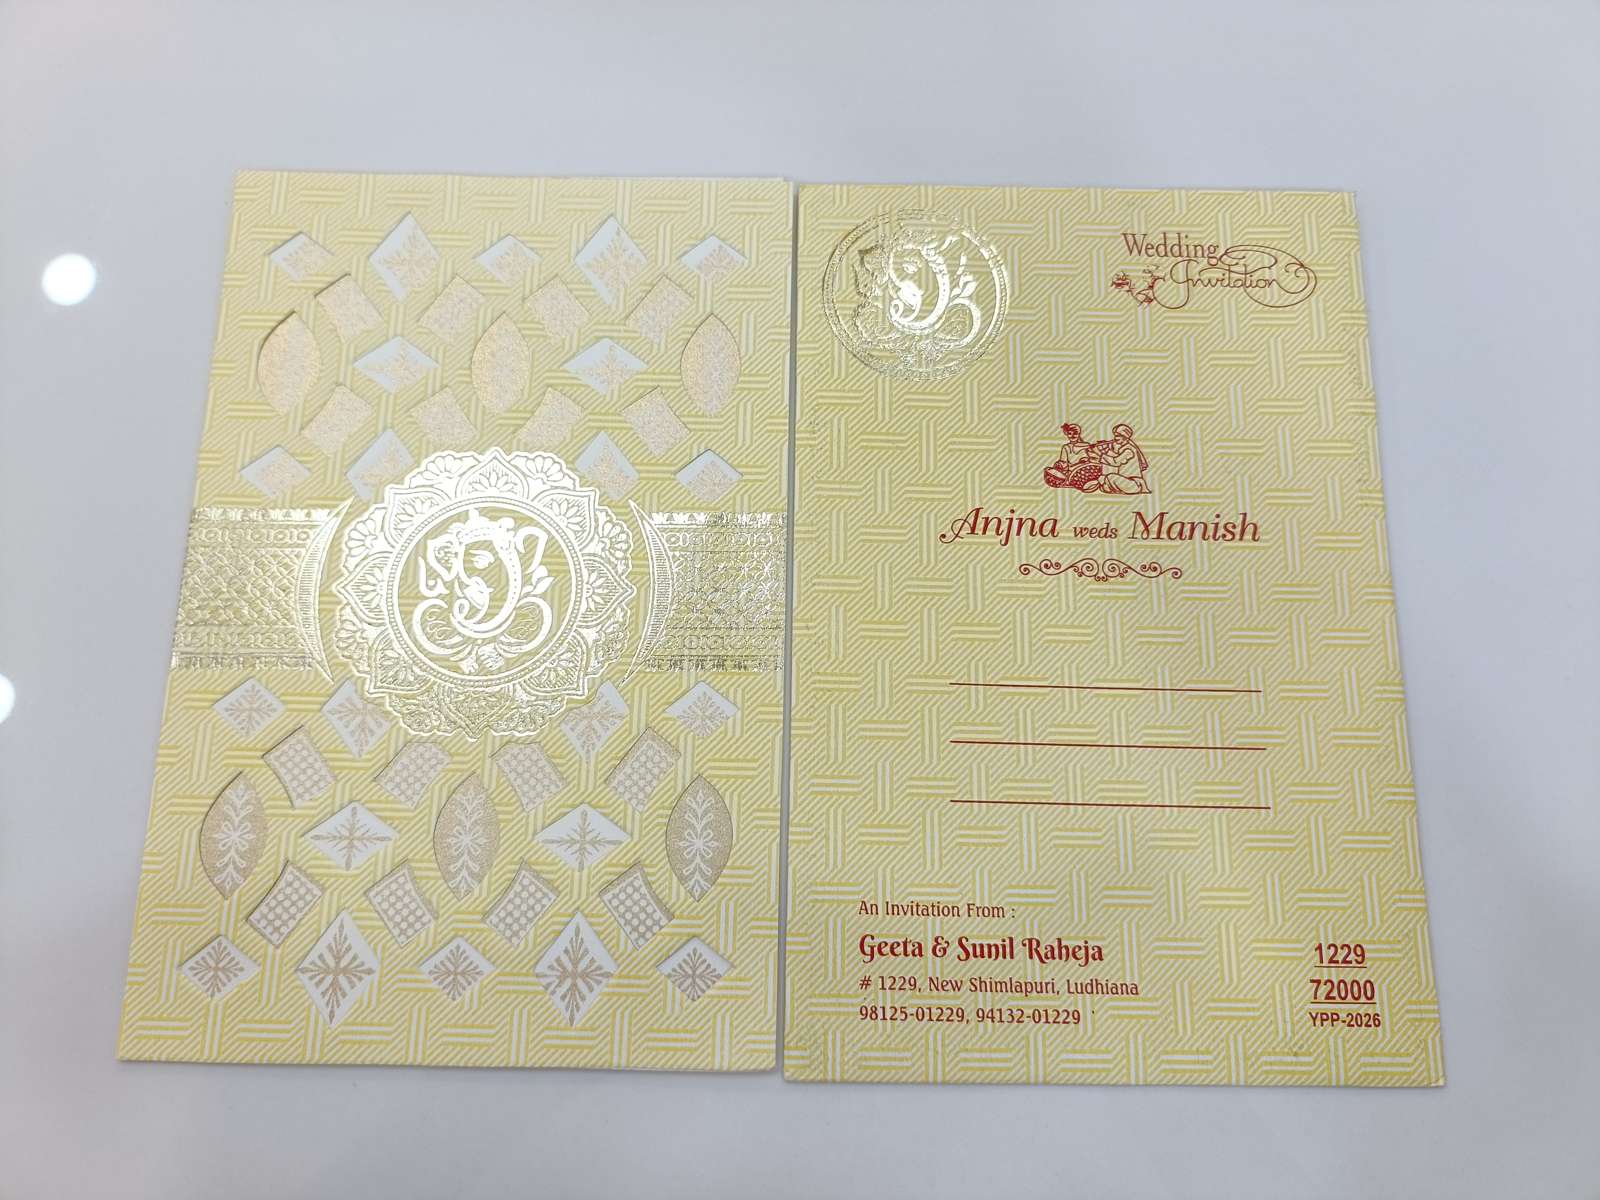 Wedding
Invitation
Anjna weds Manish
An Invitation From :
Geeta & Sunil Raheja
# 1229, New Shimlapuri, Ludhiana
98125-01229, 94132-01229
1229
72000
YPP-2026